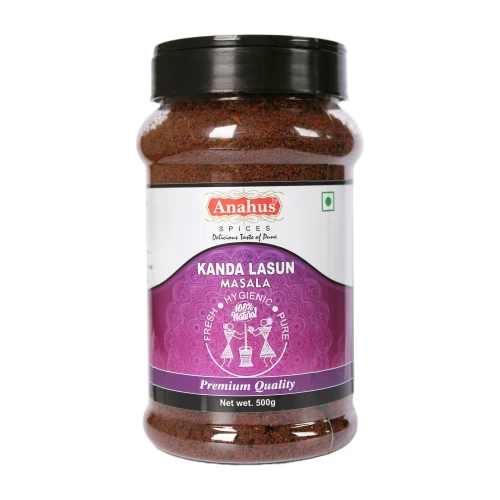 Anahus
SPICES
Delicious Taste of Pune
KANDA LASUN
MASALA
FRESH • HYGIENIC • PURE
100%
Natural
Premium Quality
Net wet. 500g